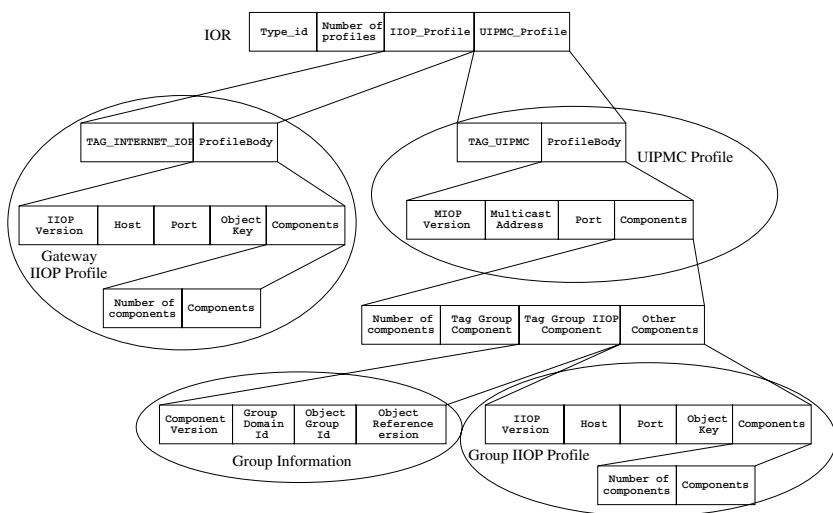 IOR
Type_id
Number of
profiles
IIOP_Profile
UIPMC_Profile
TAG_INTERNET_IOP
ProfileBody
TAG_UIPMC
ProfileBody
UIPMC Profile
IIOP
Version
Host
Port
Object
Key
Components
MIOP
Version
Multicast
Address
Port
Components
Gateway
IIOP Profile
Number of
components
Components
Number of
components
Tag Group
Component
Tag Group IIOP
Component
Other
Components
Component
Version
Group
Domain
Id
Object
Group
Id
Object
Reference
ersion
IIOP
Version
Host
Port
Object
Key
Components
Group Information
Group IIOP Profile
Number of
components
Components